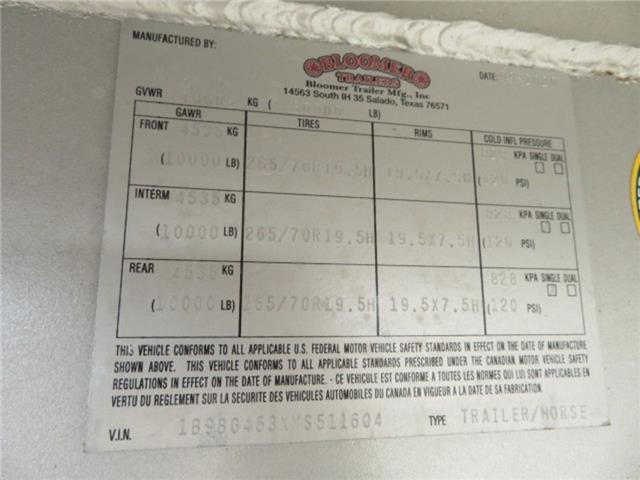 MANUFACTURED BY:
BLOOMER
TRAILERS
Bloomer Trailer Mfg., Inc
14563 South IH 35 Salado, Texas 76571
DATE:
GVWR KG ( LB)
GAWR TIRES RIMS COLD INFL PRESSURE
FRONT 4535 KG KPA SINGLE DUAL
(10000 LB) 265/70R19.5H 19.5X7.5H (120 PSI)
INTERM 4535 KG 828 KPA SINGLE DUAL
(10000 LB) 265/70R19.5H 19.5X7.5H (120 PSI)
REAR 4535 KG 828 KPA SINGLE DUAL
(10000 LB) 265/70R19.5H 19.5X7.5H (120 PSI)
THIS VEHICLE CONFORMS TO ALL APPLICABLE U.S. FEDERAL MOTOR VEHICLE SAFETY STANDARDS IN EFFECT ON THE DATE OF MANUFACTURE
SHOWN ABOVE. THIS VEHICLE CONFORMS TO ALL APPLICABLE STANDARDS PRESCRIBED UNDER THE CANADIAN MOTOR VEHICLE SAFETY
REGULATIONS IN EFFECT ON THE DATE OF MANUFACTURE. - CE VEHICULE EST CONFORME A TOUTES LES NORMES QUI LUI SONT APPLICABLES EN
VERTU DU REGLEMENT SUR LA SECURITE DES VEHICULES AUTOMOBILES DU CANADA EN VIGUEUR A LA DATE DE SA FABRICATION.
V.I.N. TYPE TRAILER/HORSE